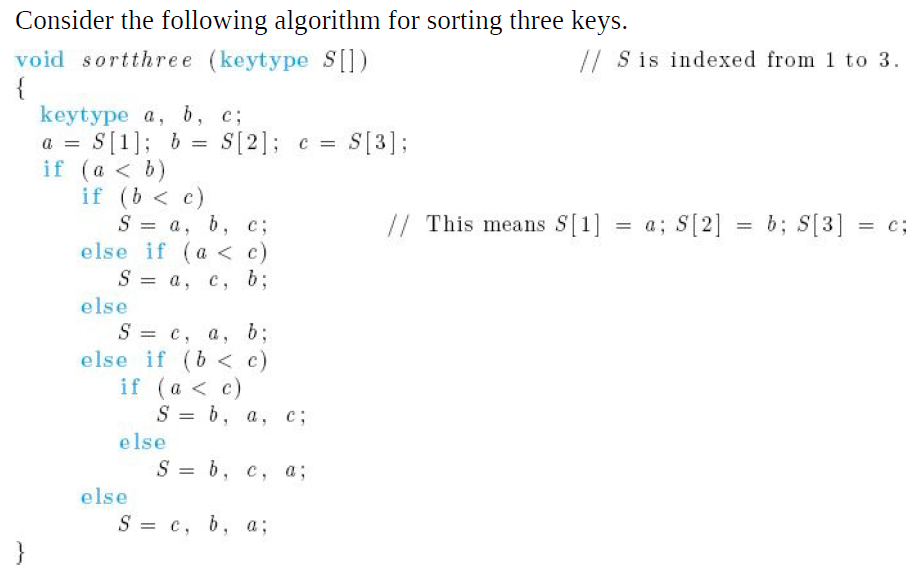 Consider the following algorithm for sorting three keys.
void sortthree (keytype S[]) // S is indexed from 1 to 3.
{
keytype a, b, c;
a = S[1]; b = S[2]; c = S[3];
if (a < b)
if (b < c)
S = a, b, c; // This means S[1] = a; S[2] = b; S[3] = c;
else if (a < c)
S = a, c, b;
else
S = c, a, b;
else if (b < c)
if (a < c)
S = b, a, c;
else
S = b, c, a;
else
S = c, b, a;
}